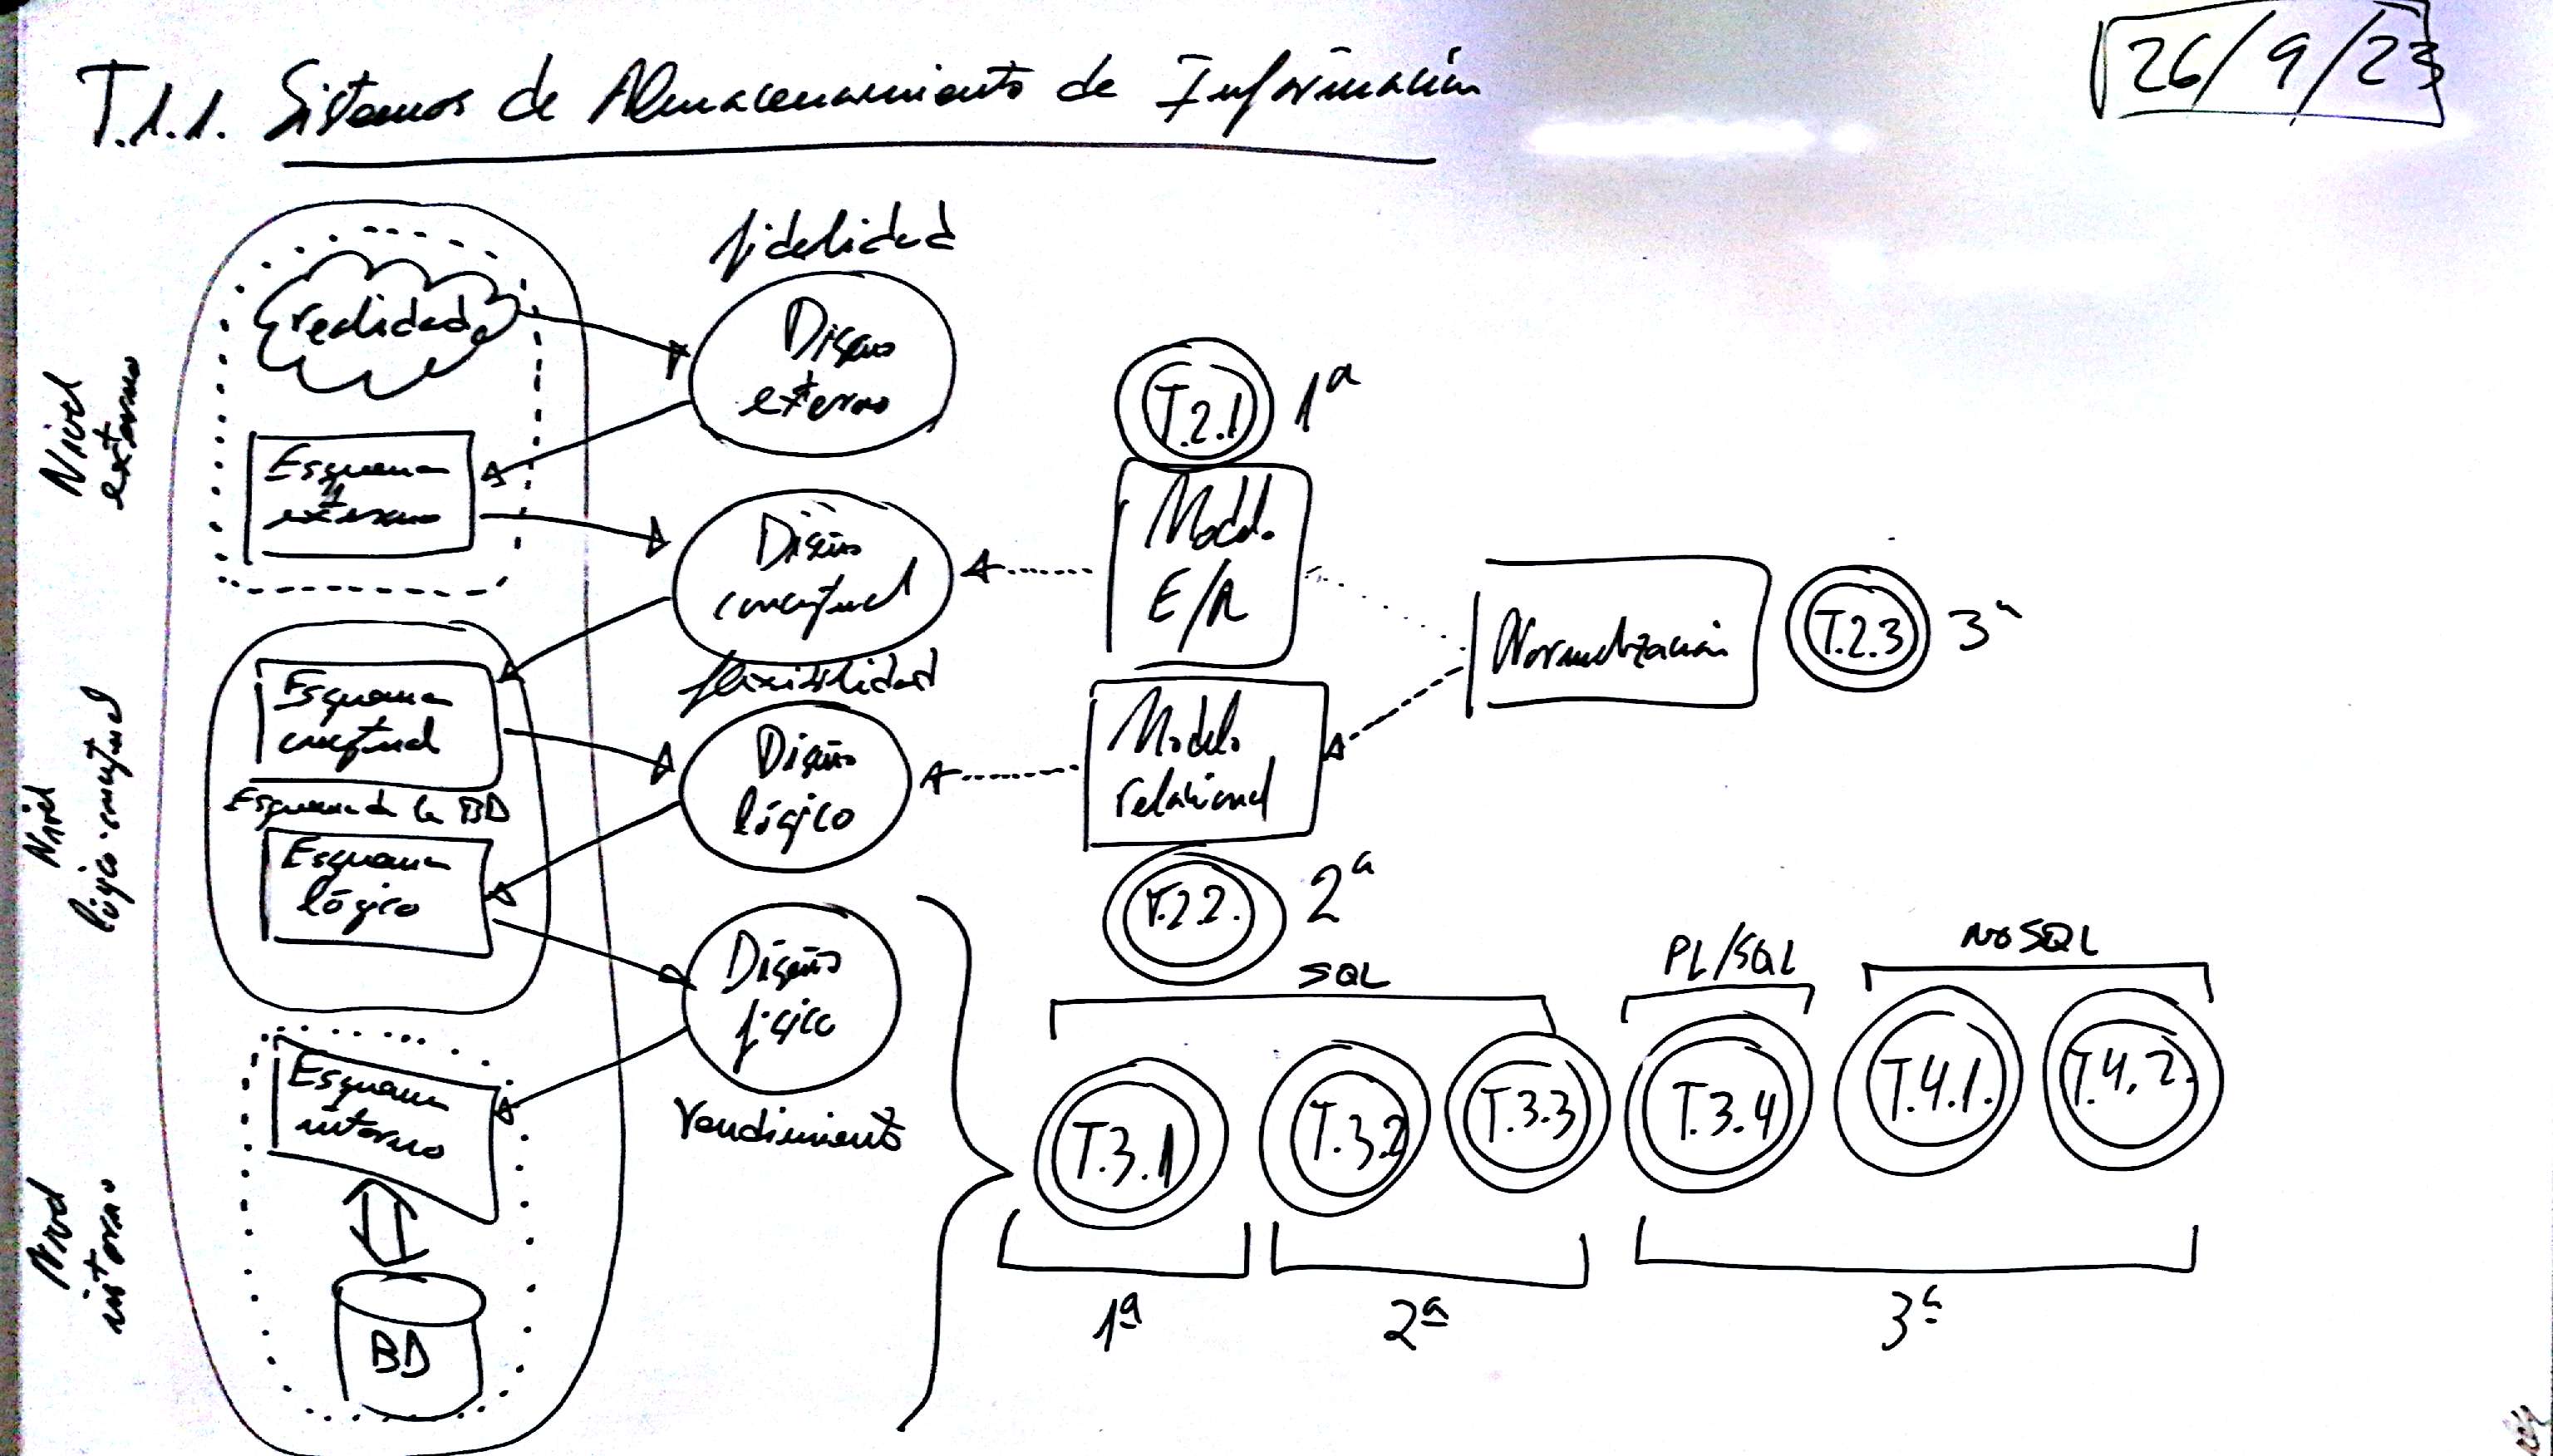 T.1.1. Sistemas de Almacenamiento de Información
26/9/23
Nivel
externo
realidad
Esquema
externo
fidelidad
Diseño
externo
Diseño
conceptual
flexibilidad
T.2.1
1ª
Modelo
E/R
Normalización
T.2.3
3ª
Nivel
lógico-conceptual
Esquema
conceptual
Esquema de la BD
Esquema
lógico
Diseño
lógico
Modelo
relacional
T.2.2.
2ª
Nivel
interno
Esquema
interno
BD
Diseño
físico
rendimiento
SQL
PL/SQL
NoSQL
T.3.1
T.3.2
T.3.3
T.3.4
T.4.1.
T.4.2.
1ª
2ª
3ª